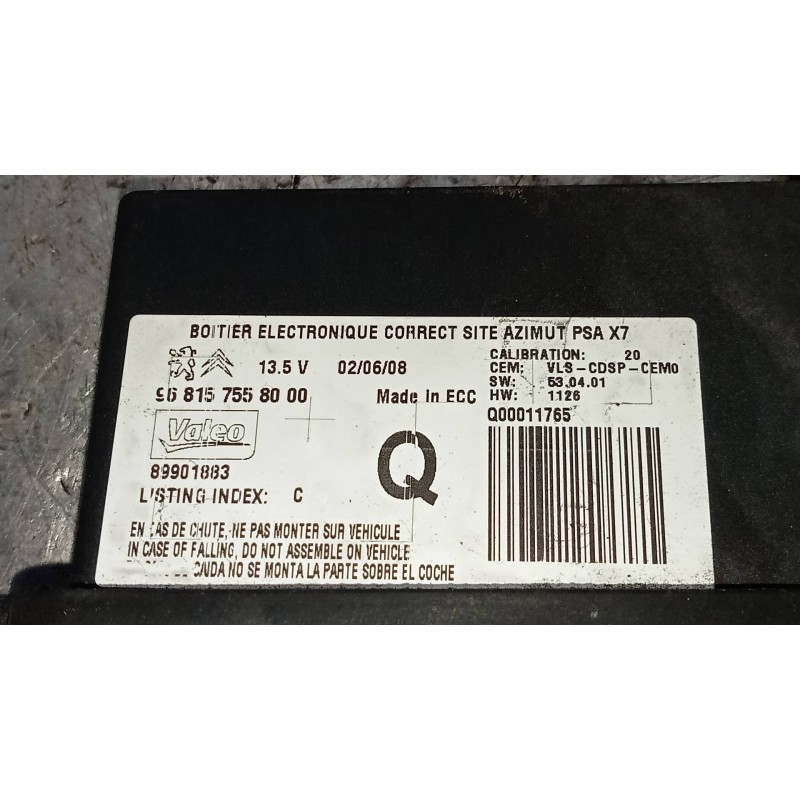 BOITIER ELECTRONIQUE CORRECT SITE AZIMUT PSA X7
13.5 V 02/06/08
96 815 755 80 00 Made In ECC
Valeo
89901883
LISTING INDEX: C
Q
CALIBRATION: 20
CEM: VLS-CDSP-CEM0
SW: 53.04.01
HW: 1.126
Q00011765
EN CAS DE CHUTE, NE PAS MONTER SUR VEHICULE
IN CASE OF FALLING, DO NOT ASSEMBLE ON VEHICLE
CAIDA NO SE MONTA LA PARTE SOBRE EL COCHE